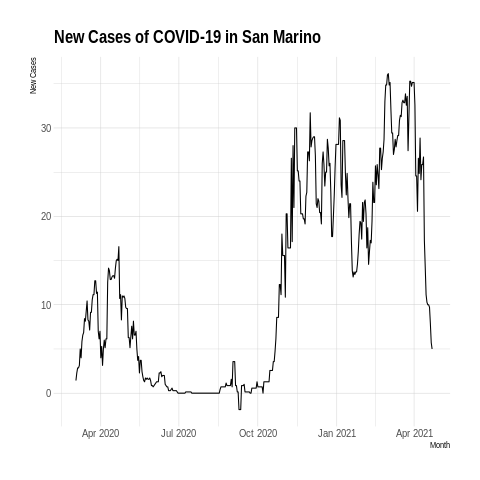 New Cases of COVID-19 in San Marino
New Cases
30
20
10
0
Apr 2020
Jul 2020
Oct 2020
Jan 2021
Apr 2021
Month